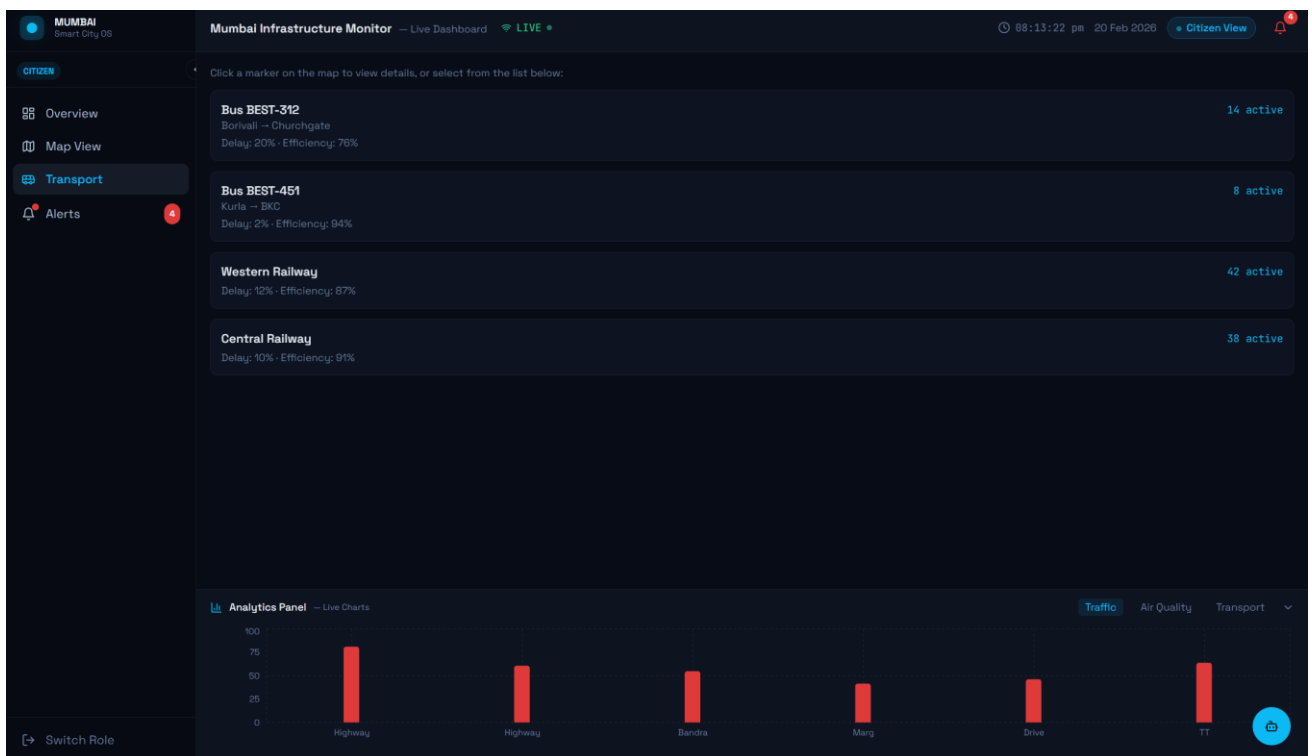 MUMBAI
Smart City OS
CITIZEN
Overview
Map View
Transport
Alerts
4
Switch Role
Mumbai Infrastructure Monitor — Live Dashboard LIVE
08:13:22 pm 20 Feb 2026 Citizen View 4
Click a marker on the map to view details, or select from the list below:
Bus BEST-312
14 active
Borivali → Churchgate
Delay: 20% · Efficiency: 76%
Bus BEST-451
8 active
Kurla → BKC
Delay: 2% · Efficiency: 94%
Western Railway
42 active
Delay: 12% · Efficiency: 87%
Central Railway
38 active
Delay: 10% · Efficiency: 91%
Analytics Panel — Live Charts
Traffic Air Quality Transport
100
75
50
25
0
Highway Highway Bandra Marg Drive TT